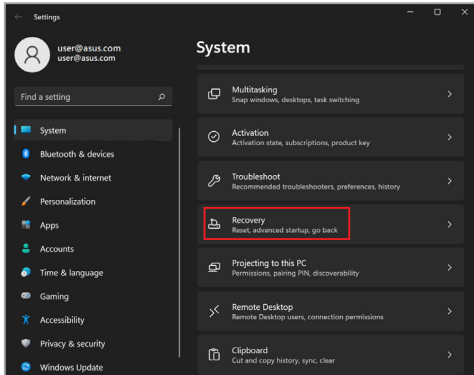 Settings
user@asus.com
user@asus.com
Find a setting
System
Bluetooth & devices
Network & internet
Personalization
Apps
Accounts
Time & language
Gaming
Accessibility
Privacy & security
Windows Update
System
Multitasking
Snap windows, desktops, task switching
Activation
Activation state, subscriptions, product key
Troubleshoot
Recommended troubleshooters, preferences, history
Recovery
Reset, advanced startup, go back
Projecting to this PC
Permissions, pairing PIN, discoverability
Remote Desktop
Remote Desktop users, connection permissions
Clipboard
Cut and copy history, sync, clear